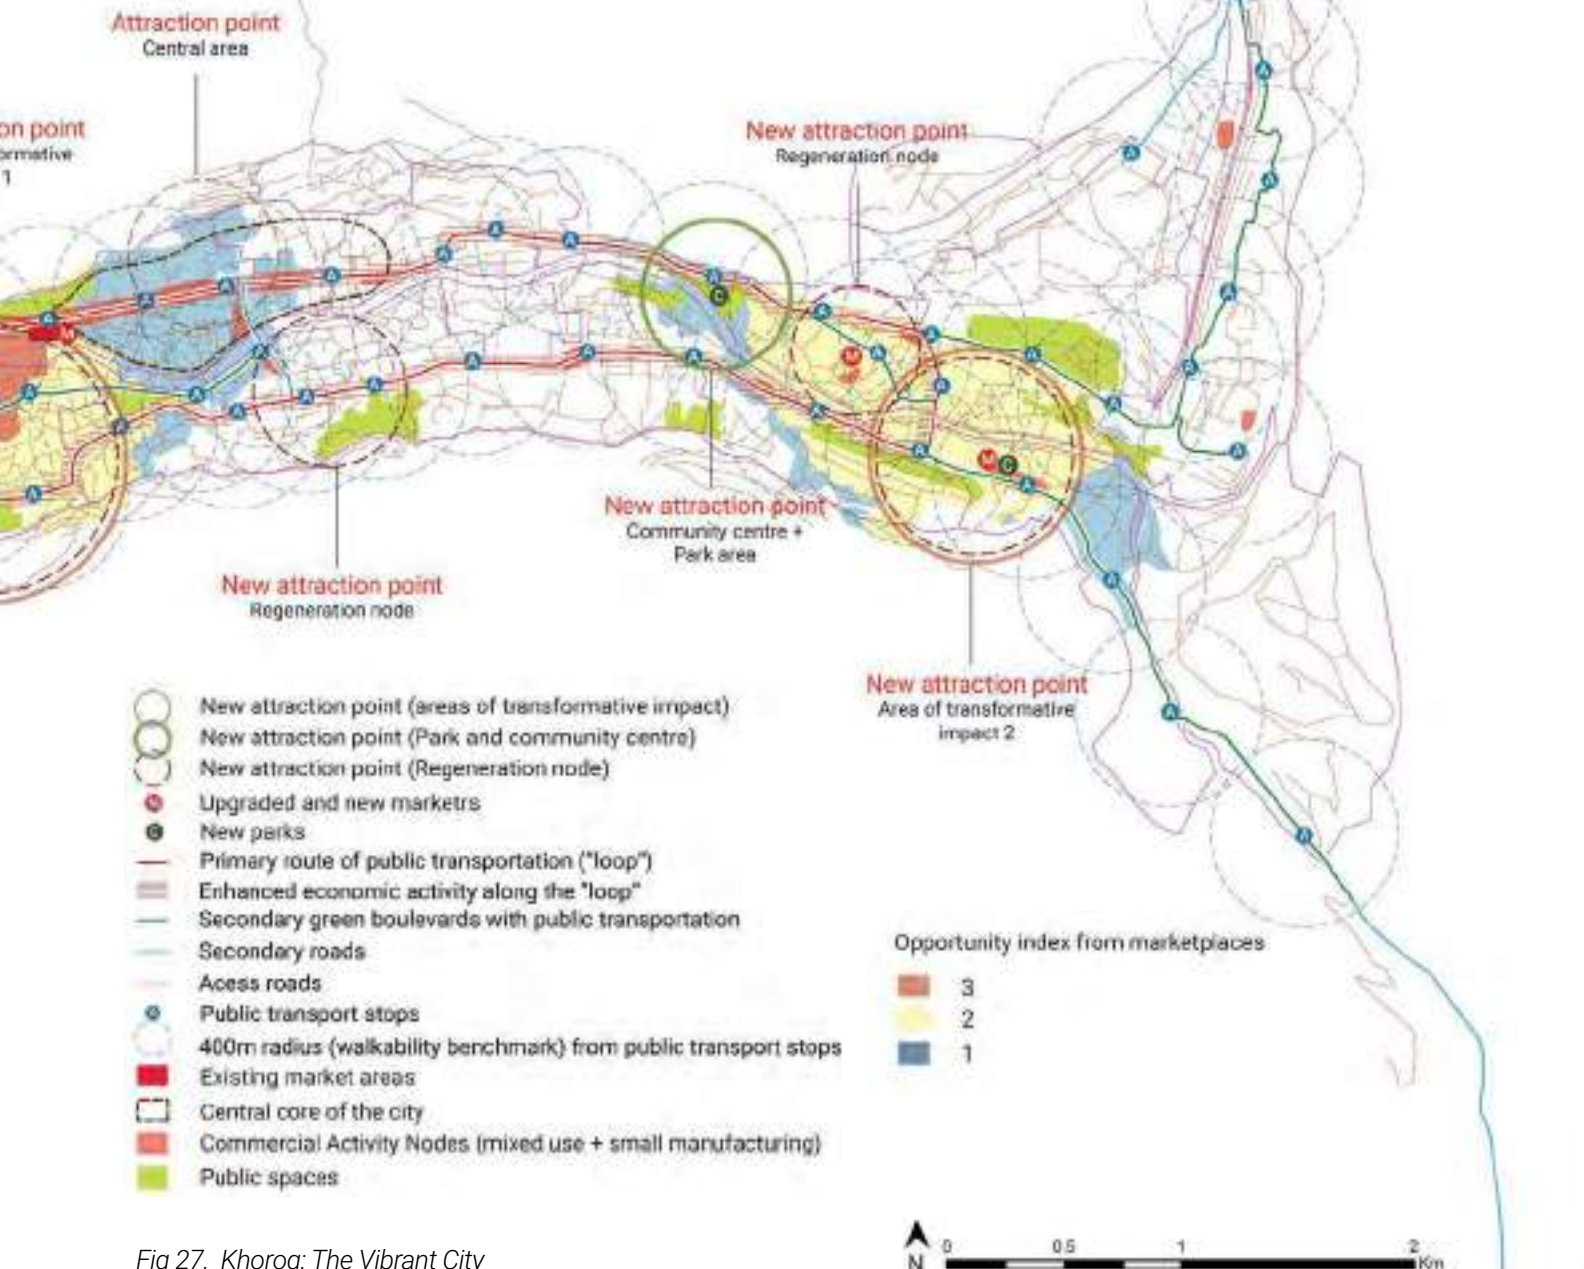 Attraction point
Central area
on point
ormative
1
New attraction point
Regeneration node
New attraction point
Community centre +
Park area
New attraction point
Regeneration node
New attraction point
Area of transformative
impact 2
New attraction point (areas of transformative impact)
New attraction point (Park and community centre)
New attraction point (Regeneration node)
Upgraded and new marketrs
New parks
Primary route of public transportation ("loop")
Enhanced economic activity along the "loop"
Secondary green boulevards with public transportation
Secondary roads
Acess roads
Public transport stops
400m radius (walkability benchmark) from public transport stops
Existing market areas
Central core of the city
Commercial Activity Nodes (mixed use + small manufacturing)
Public spaces
Opportunity index from marketplaces
3
2
1
Fig 27. Khorog: The Vibrant City
N
0 0.5 1 2
Km